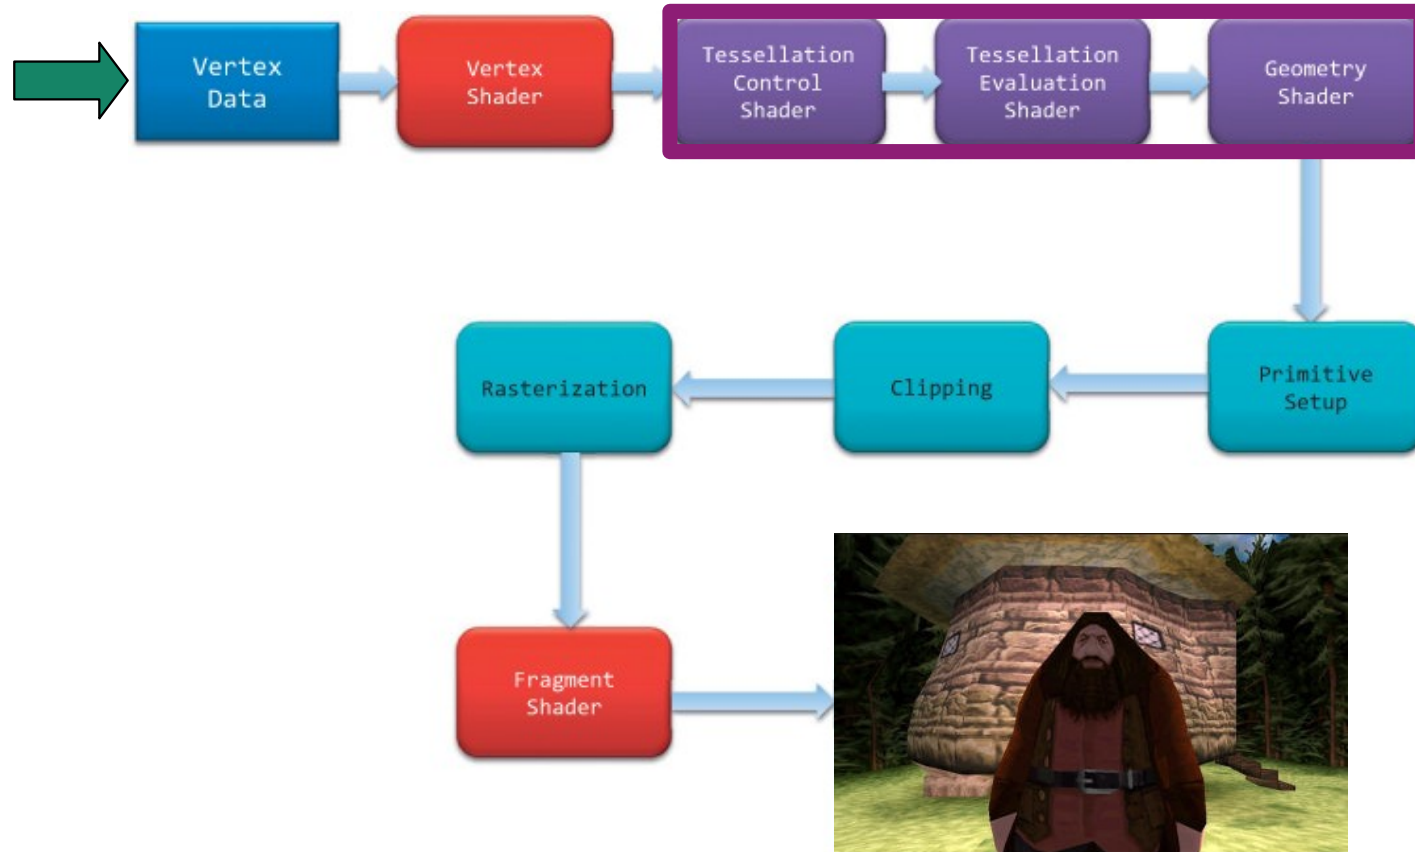 Vertex
Data
Vertex
Shader
Tessellation
Control
Shader
Tessellation
Evaluation
Shader
Geometry
Shader
Primitive
Setup
Clipping
Rasterization
Fragment
Shader